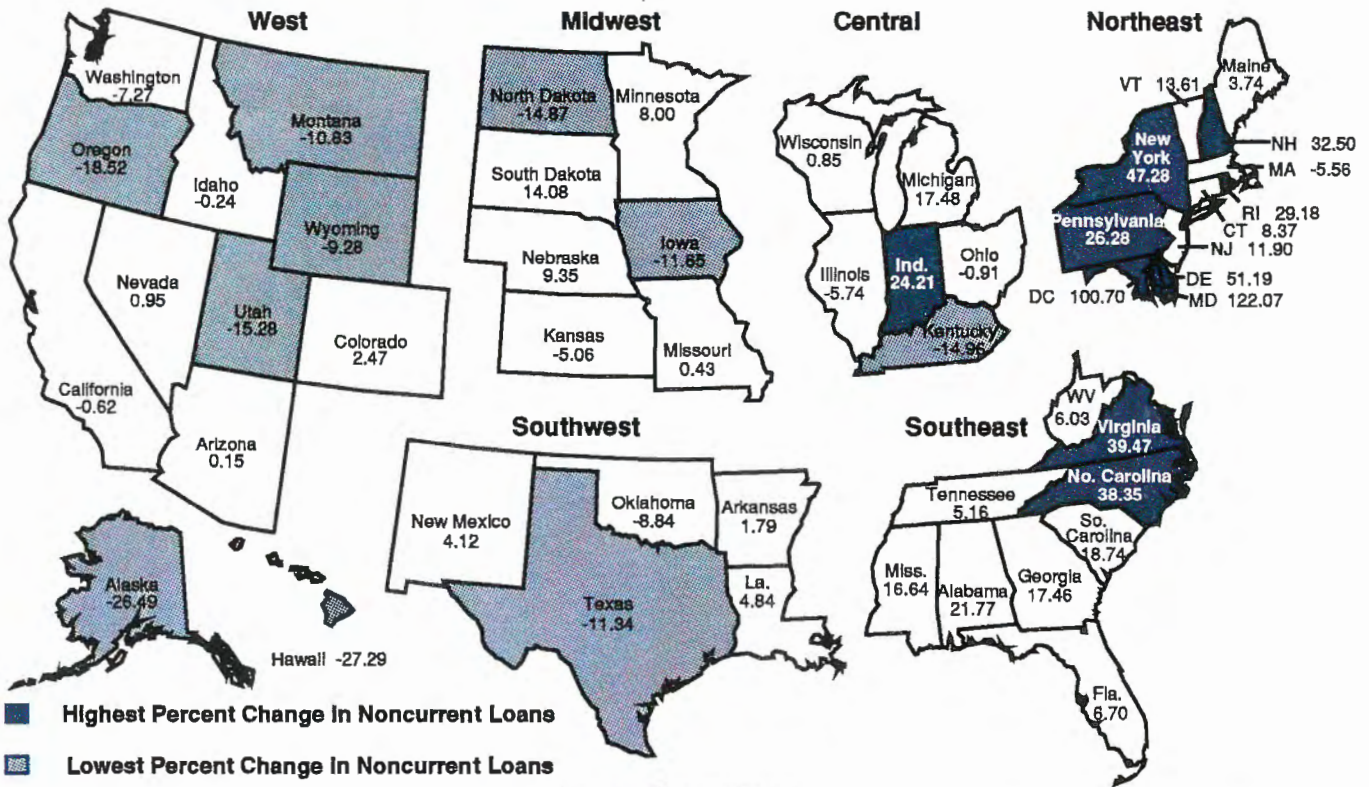 West
Midwest
Central
Northeast
Washington
-7.27
Montana
-10.83
Oregon
-18.52
Idaho
-0.24
Wyoming
-9.28
Nevada
0.95
Utah
-15.28
Colorado
2.47
California
-0.62
Arizona
0.15
Alaska
-26.49
Hawaii -27.29
North Dakota
-14.87
Minnesota
8.00
South Dakota
14.08
Iowa
-11.65
Nebraska
9.35
Kansas
-5.06
Missouri
0.43
Wisconsin
0.85
Michigan
17.48
Illinois
-5.74
Ind.
24.21
Ohio
-0.91
Kentucky
-14.96
Maine
3.74
VT 13.61
New
York
47.28
NH 32.50
MA -5.56
RI 29.18
CT 8.37
NJ 11.90
Pennsylvania
26.28
DE 51.19
MD 122.07
DC 100.70
Southwest
Southeast
New Mexico
4.12
Oklahoma
-8.84
Arkansas
1.79
Texas
-11.34
La.
4.84
WV
6.03
Virginia
39.47
No. Carolina
38.35
Tennessee
5.16
So.
Carolina
18.74
Miss.
16.64
Alabama
21.77
Georgia
17.46
Fla.
6.70
Highest Percent Change in Noncurrent Loans
Lowest Percent Change in Noncurrent Loans